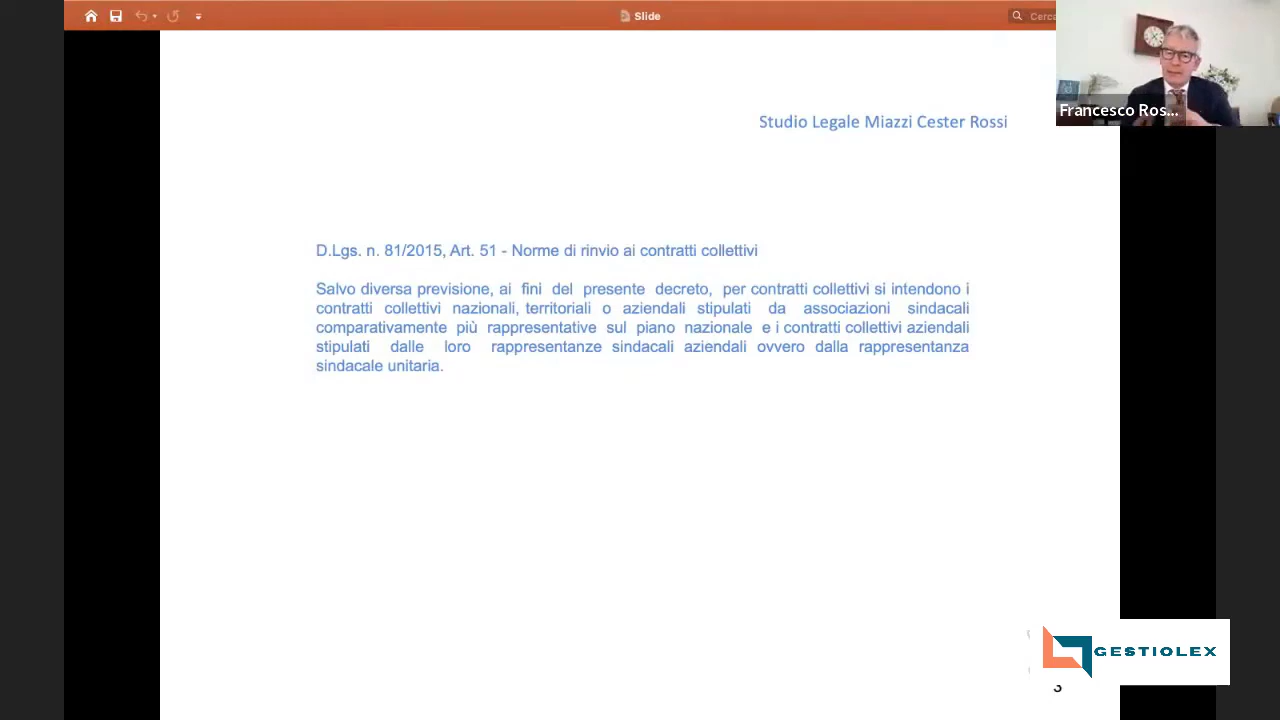 Slide
Cerca
Francesco Ros...
Studio Legale Miazzi Cester Rossi
D.Lgs. n. 81/2015, Art. 51 - Norme di rinvio ai contratti collettivi
Salvo diversa previsione, ai fini del presente decreto, per contratti collettivi si intendono i
contratti collettivi nazionali, territoriali o aziendali stipulati da associazioni sindacali
comparativamente più rappresentative sul piano nazionale e i contratti collettivi aziendali
stipulati dalle loro rappresentanze sindacali aziendali ovvero dalla rappresentanza
sindacale unitaria.
GESTIOLEX
3